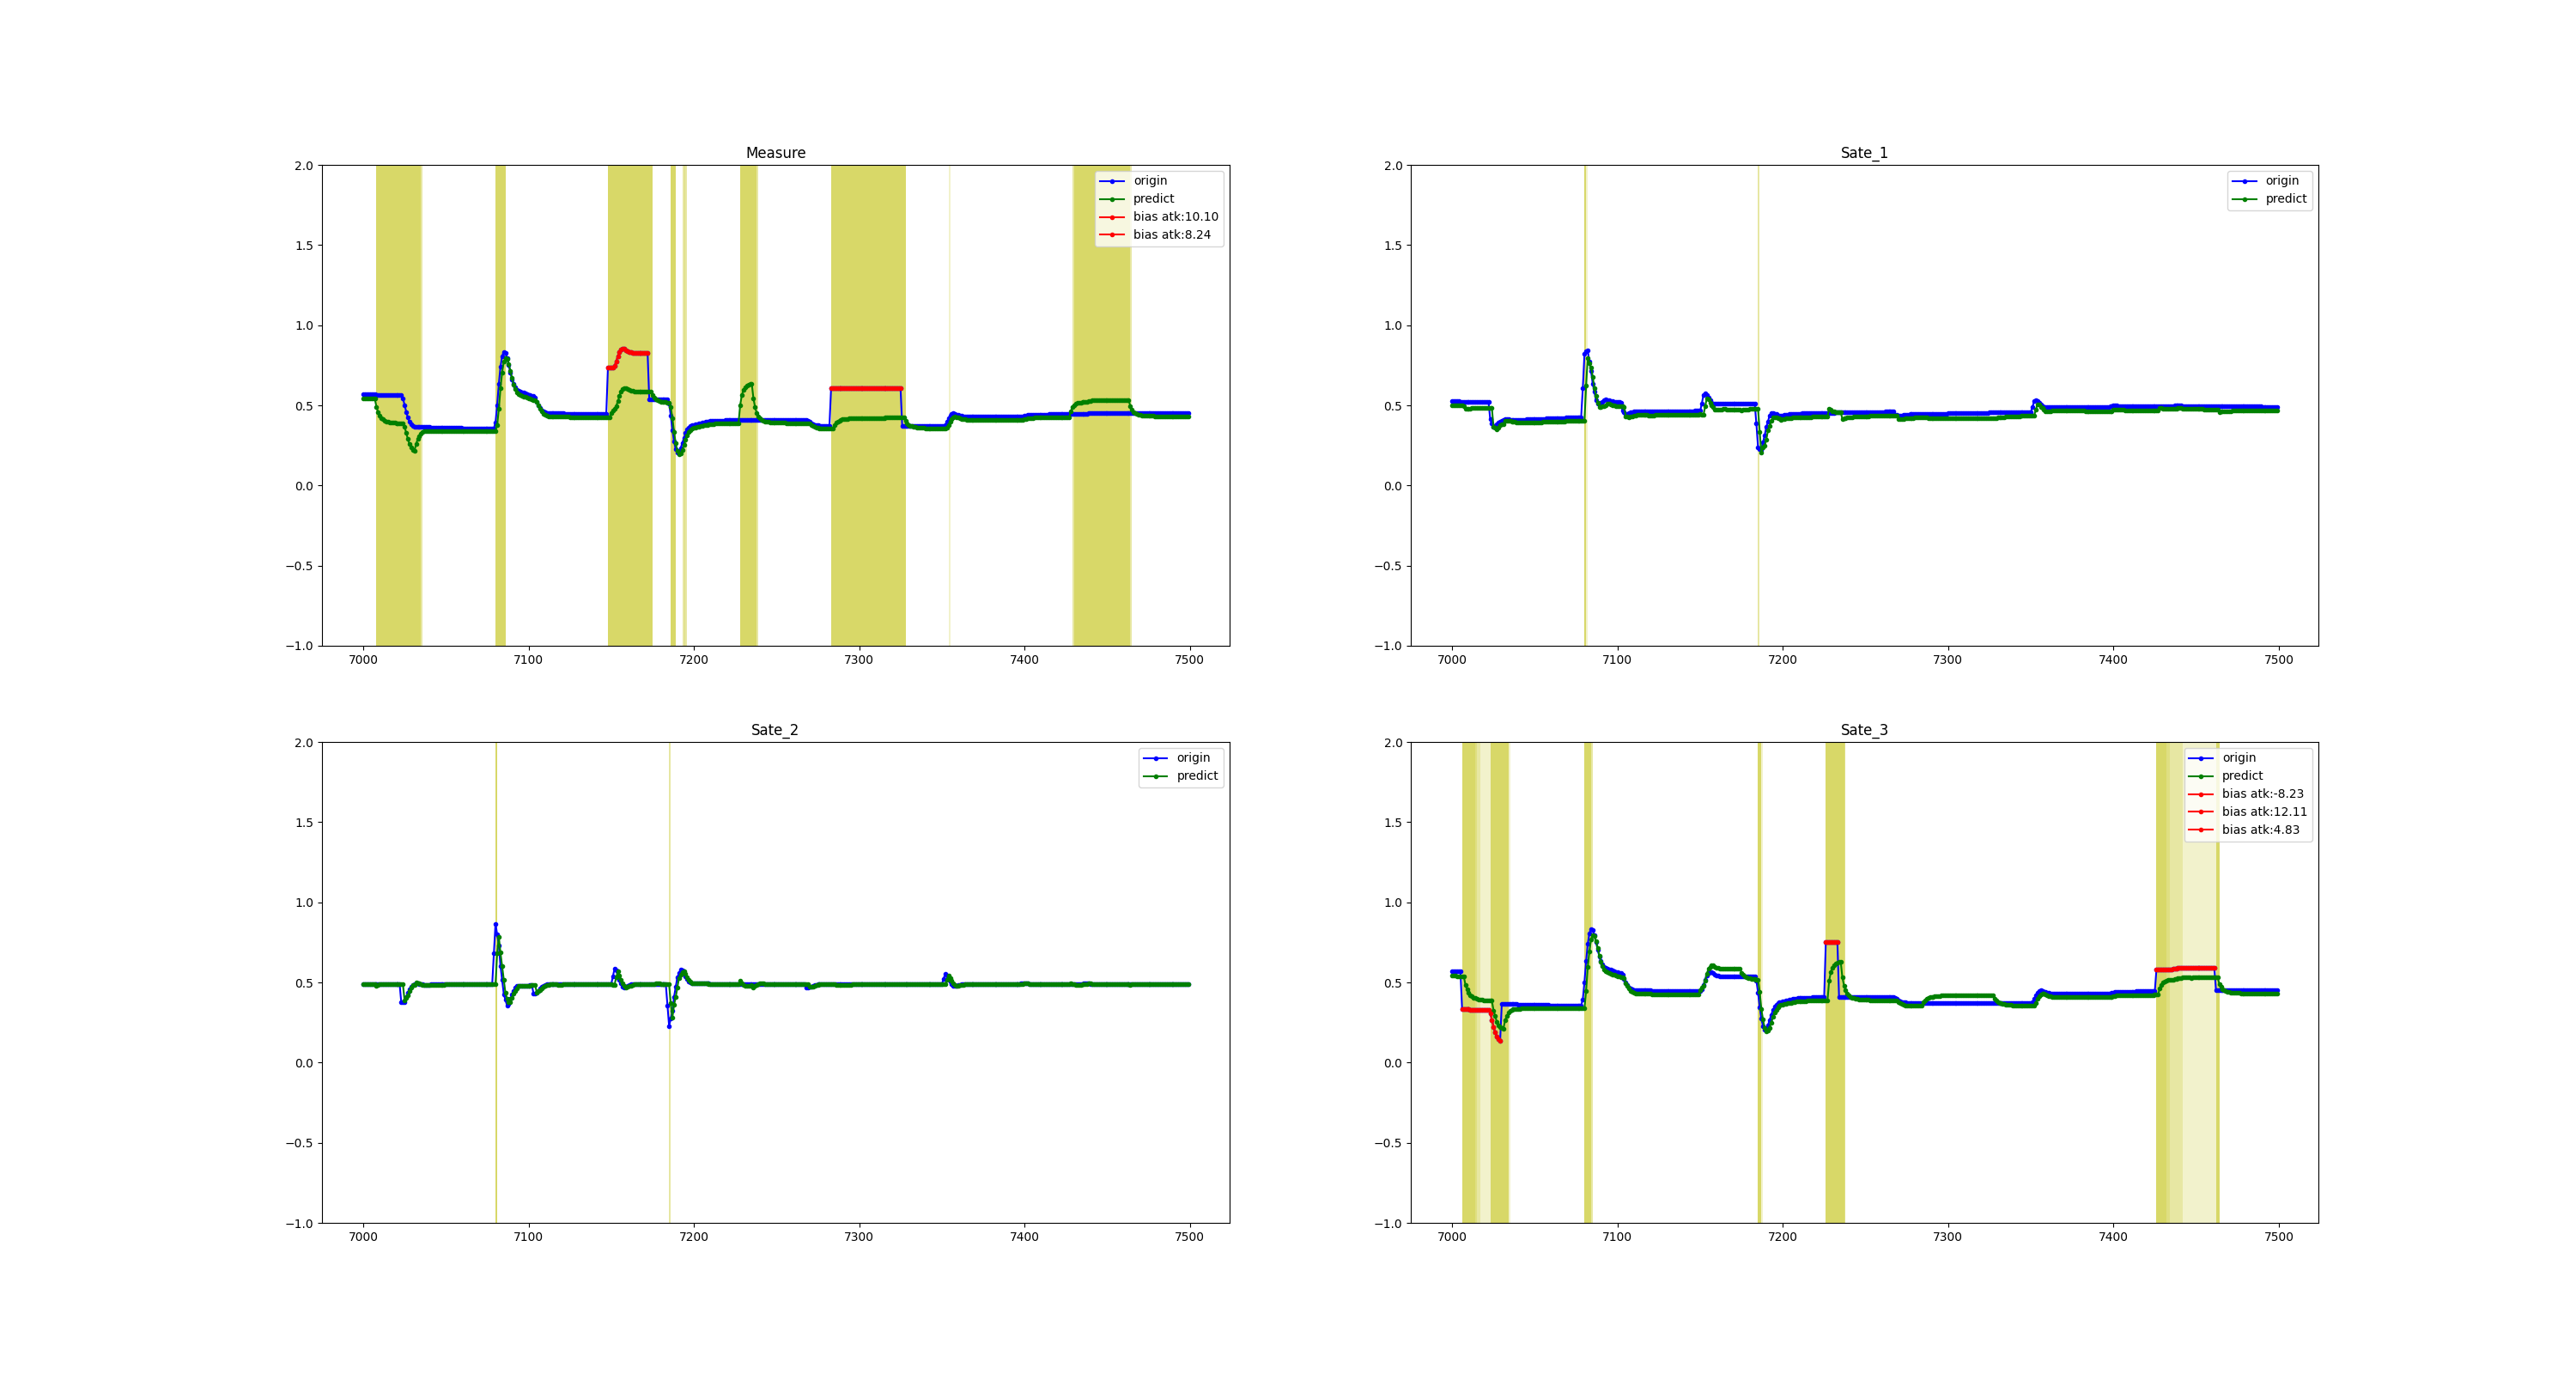 Measure
2.0
1.5
1.0
0.5
0.0
−0.5
−1.0
7000 7100 7200 7300 7400 7500
origin
predict
bias atk:10.10
bias atk:8.24
Sate_1
2.0
1.5
1.0
0.5
0.0
−0.5
−1.0
7000 7100 7200 7300 7400 7500
origin
predict
Sate_2
2.0
1.5
1.0
0.5
0.0
−0.5
−1.0
7000 7100 7200 7300 7400 7500
origin
predict
Sate_3
2.0
1.5
1.0
0.5
0.0
−0.5
−1.0
7000 7100 7200 7300 7400 7500
origin
predict
bias atk:-8.23
bias atk:12.11
bias atk:4.83